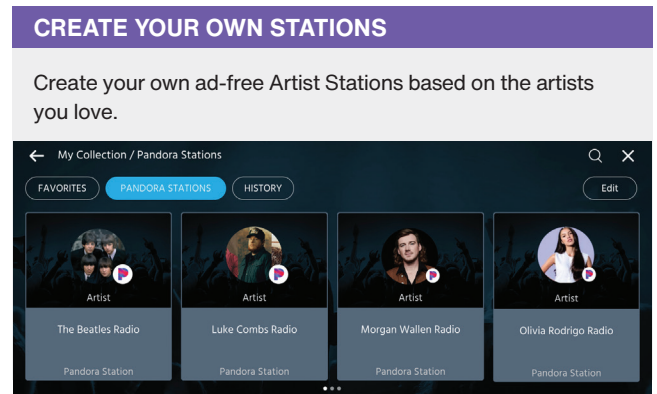 CREATE YOUR OWN STATIONS
Create your own ad-free Artist Stations based on the artists
you love.
My Collection / Pandora Stations
FAVORITES PANDORA STATIONS HISTORY Edit
Artist Artist Artist Artist
The Beatles Radio Luke Combs Radio Morgan Wallen Radio Olivia Rodrigo Radio
Pandora Station Pandora Station Pandora Station Pandora Station